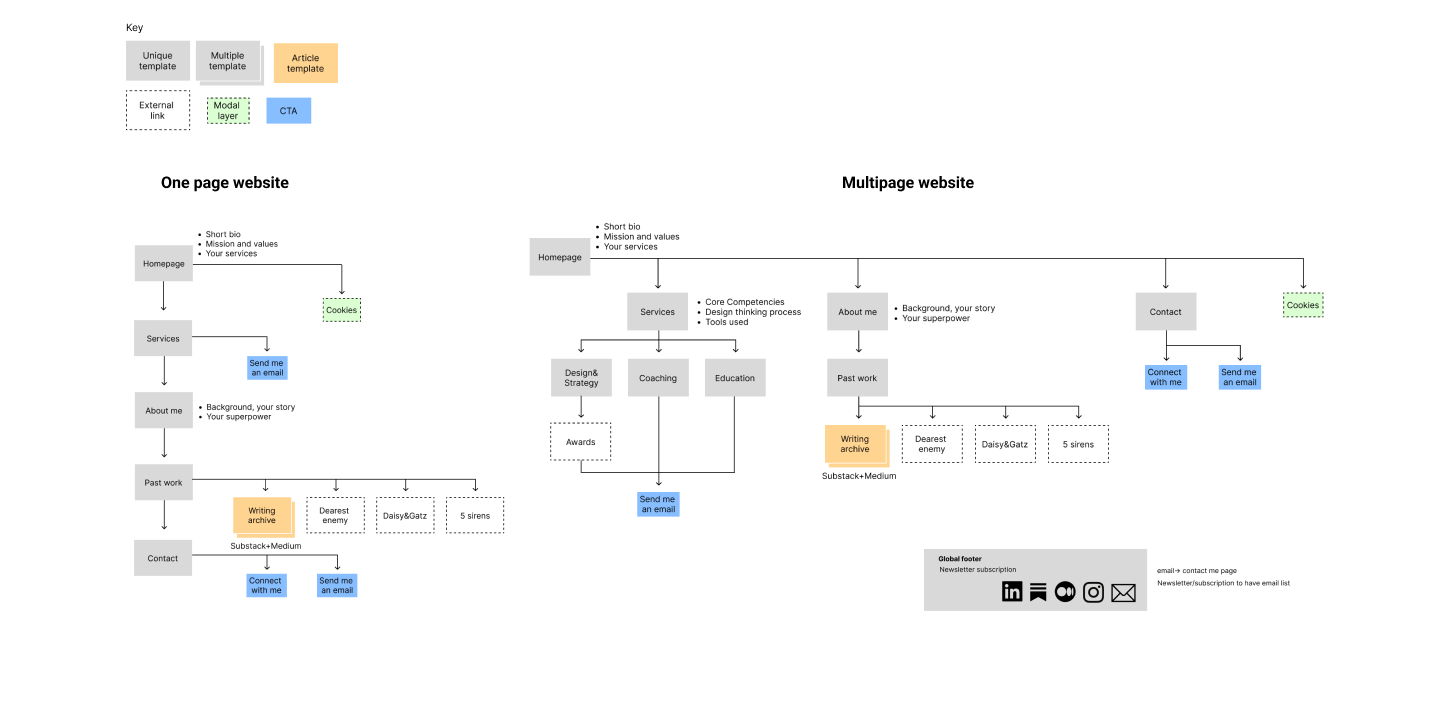 Key
Unique
template
Multiple
template
Article
template
External
link
Modal
layer
CTA
One page website
• Short bio
• Mission and values
• Your services
Homepage
Cookies
Services
Send me
an email
About me
• Background, your story
• Your superpower
Past work
Writing
archive
Dearest
enemy
Daisy&Gatz
5 sirens
Substack+Medium
Contact
Connect
with me
Send me
an email
Multipage website
• Short bio
• Mission and values
• Your services
Homepage
Services
• Core Competencies
• Design thinking process
• Tools used
About me
• Background, your story
• Your superpower
Contact
Cookies
Design&
Strategy
Coaching
Education
Past work
Connect
with me
Send me
an email
Awards
Writing
archive
Dearest
enemy
Daisy&Gatz
5 sirens
Substack+Medium
Send me
an email
Global footer
Newsletter subscription
in
email→ contact me page
Newsletter/subscription to have email list